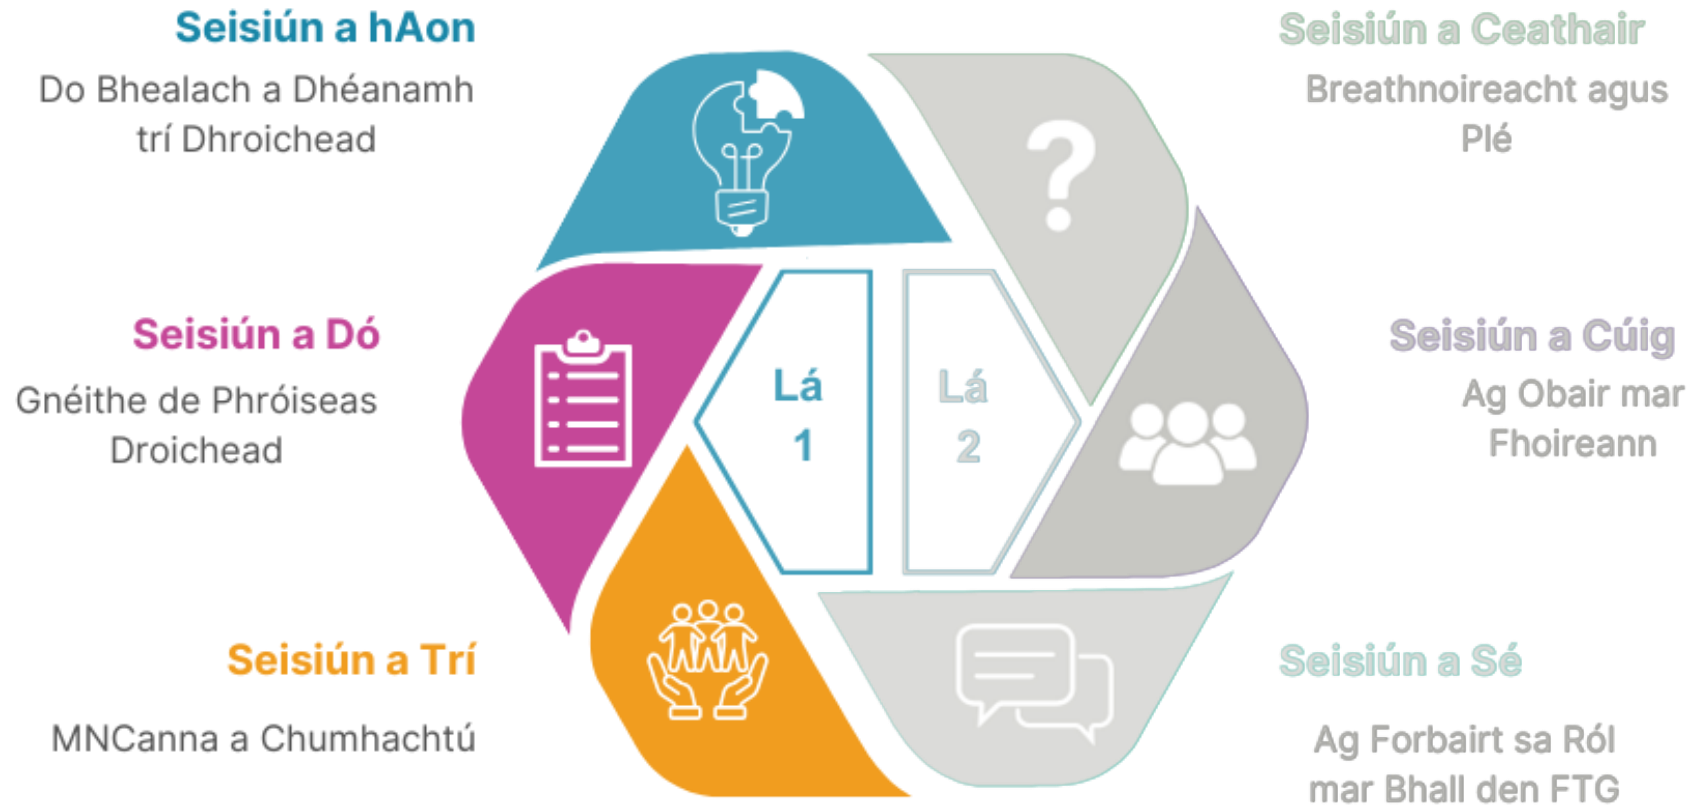 Seisiún a hAon
Do Bhealach a Dhéanamh
trí Dhroichead
Seisiún a Dó
Gnéithe de Phróiseas
Droichead
Seisiún a Trí
MNCanna a Chumhachtú
Lá
1
Lá
2
Seisiún a Ceathair
Breathnoireacht agus
Plé
Seisiún a Cúig
Ag Obair mar
Fhoireann
Seisiún a Sé
Ag Forbairt sa Ról
mar Bhall den FTG